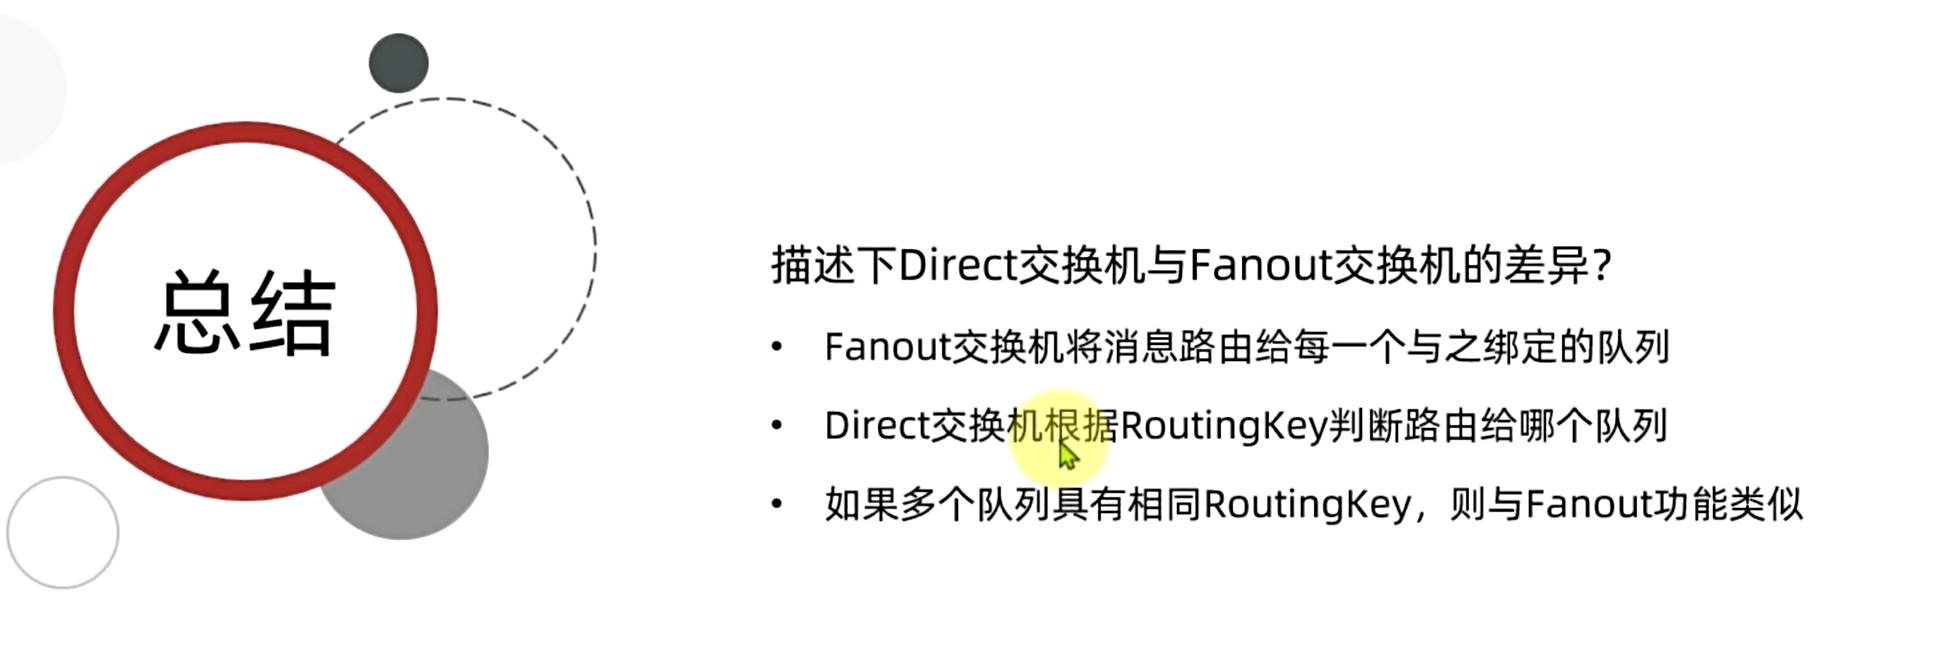 总结
描述下Direct交换机与Fanout交换机的差异？
• Fanout交换机将消息路由给每一个与之绑定的队列
• Direct交换机根据RoutingKey判断路由给哪个队列
• 如果多个队列具有相同RoutingKey，则与Fanout功能类似